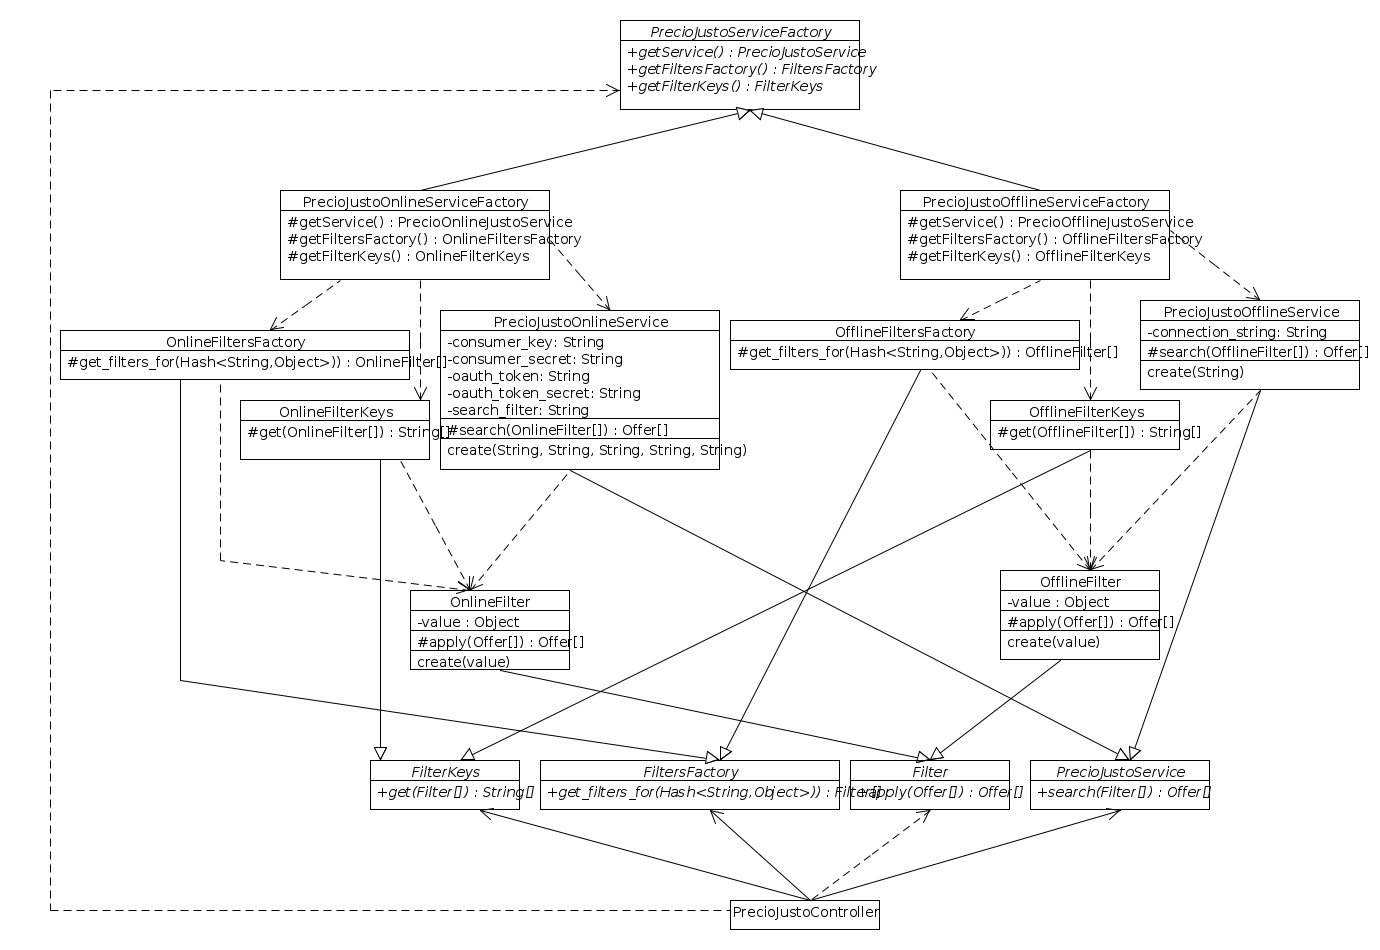 PrecioJustoServiceFactory
+getService() : PrecioJustoService
+getFiltersFactory() : FiltersFactory
+getFilterKeys() : FilterKeys
PrecioJustoOnlineServiceFactory
#getService() : PrecioOnlineJustoService
#getFiltersFactory() : OnlineFiltersFactory
#getFilterKeys() : OnlineFilterKeys
PrecioJustoOfflineServiceFactory
#getService() : PrecioOfflineJustoService
#getFiltersFactory() : OfflineFiltersFactory
#getFilterKeys() : OfflineFilterKeys
OnlineFiltersFactory
#get_filters_for(Hash<String,Object>)) : OnlineFilter[]
PrecioJustoOnlineService
-consumer_key: String
-consumer_secret: String
-oauth_token: String
-oauth_token_secret: String
-search_filter: String
#search(OnlineFilter[]) : Offer[]
create(String, String, String, String, String)
OfflineFiltersFactory
#get_filters_for(Hash<String,Object>)) : OfflineFilter[]
PrecioJustoOfflineService
-connection_string: String
#search(OfflineFilter[]) : Offer[]
create(String)
OnlineFilterKeys
#get(OnlineFilter[]) : String[]
OfflineFilterKeys
#get(OfflineFilter[]) : String[]
OnlineFilter
-value : Object
#apply(Offer[]) : Offer[]
create(value)
OfflineFilter
-value : Object
#apply(Offer[]) : Offer[]
create(value)
FilterKeys
+get(Filter[]) : String[]
FiltersFactory
+get_filters_for(Hash<String,Object>)) : Filter[]
Filter
+apply(Offer[]) : Offer[]
PrecioJustoService
+search(Filter[]) : Offer[]
PrecioJustoController